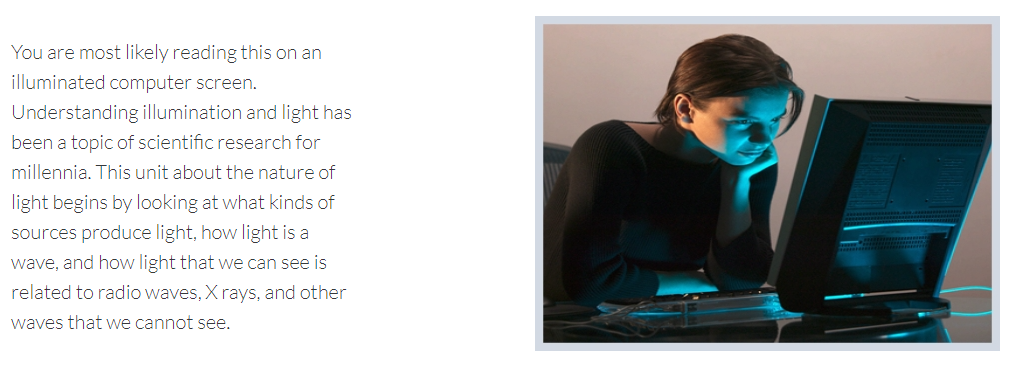 You are most likely reading this on an
illuminated computer screen.
Understanding illumination and light has
been a topic of scientific research for
millennia. This unit about the nature of
light begins by looking at what kinds of
sources produce light, how light is a
wave, and how light that we can see is
related to radio waves, X rays, and other
waves that we cannot see.